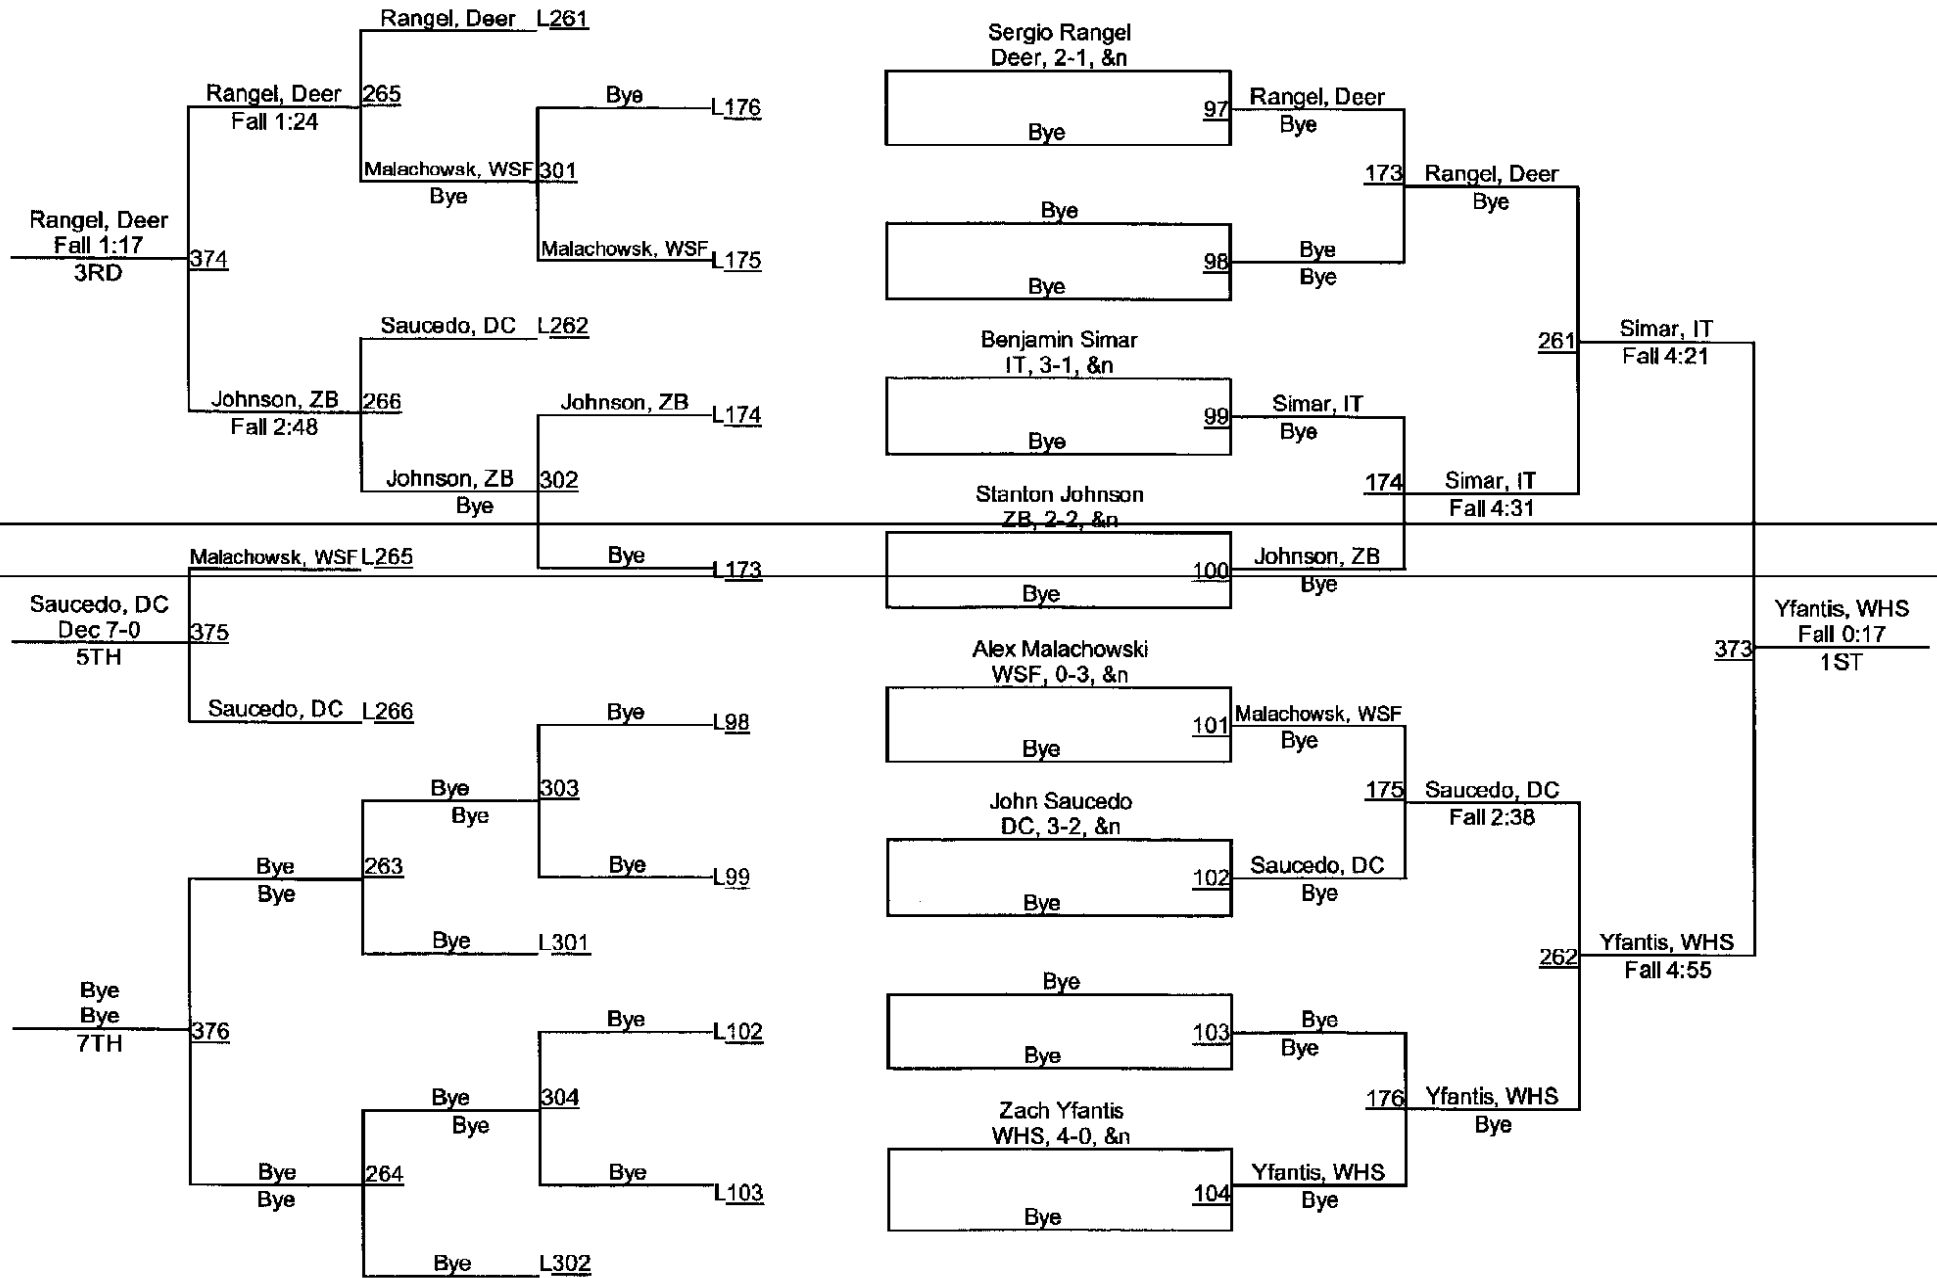 Rangel, Deer L261
Rangel, Deer 265
Fall 1:24
Bye L176
Malachowsk, WSF 301
Bye
Malachowsk, WSF L175
Rangel, Deer
Fall 1:17
3RD
374
Saucedo, DC L262
Johnson, ZB 266
Fall 2:48
Johnson, ZB L174
Johnson, ZB 302
Bye
Bye L173
Malachowsk, WSF L265
Saucedo, DC
Dec 7-0
5TH
375
Saucedo, DC L266
Bye L98
Bye 303
Bye
Bye L99
Bye 263
Bye
Bye L301
Bye
Bye
7TH
376
Bye L102
Bye 304
Bye
Bye L103
Bye 264
Bye
Bye L302
Sergio Rangel
Deer, 2-1, &n
97 Rangel, Deer
Bye Bye
173 Rangel, Deer
Bye
Bye
98 Bye
Bye Bye
Benjamin Simar
IT, 3-1, &n
99 Simar, IT
Bye Bye
174 Simar, IT
Fall 4:31
Stanton Johnson
ZB, 2-2, &n
100 Johnson, ZB
Bye Bye
261 Simar, IT
Fall 4:21
Alex Malachowski
WSF, 0-3, &n
101 Malachowsk, WSF
Bye Bye
175 Saucedo, DC
Fall 2:38
John Saucedo
DC, 3-2, &n
102 Saucedo, DC
Bye Bye
262 Yfantis, WHS
Fall 4:55
Bye
103 Bye
Bye Bye
176 Yfantis, WHS
Bye
Zach Yfantis
WHS, 4-0, &n
104 Yfantis, WHS
Bye Bye
373
Yfantis, WHS
Fall 0:17
1ST